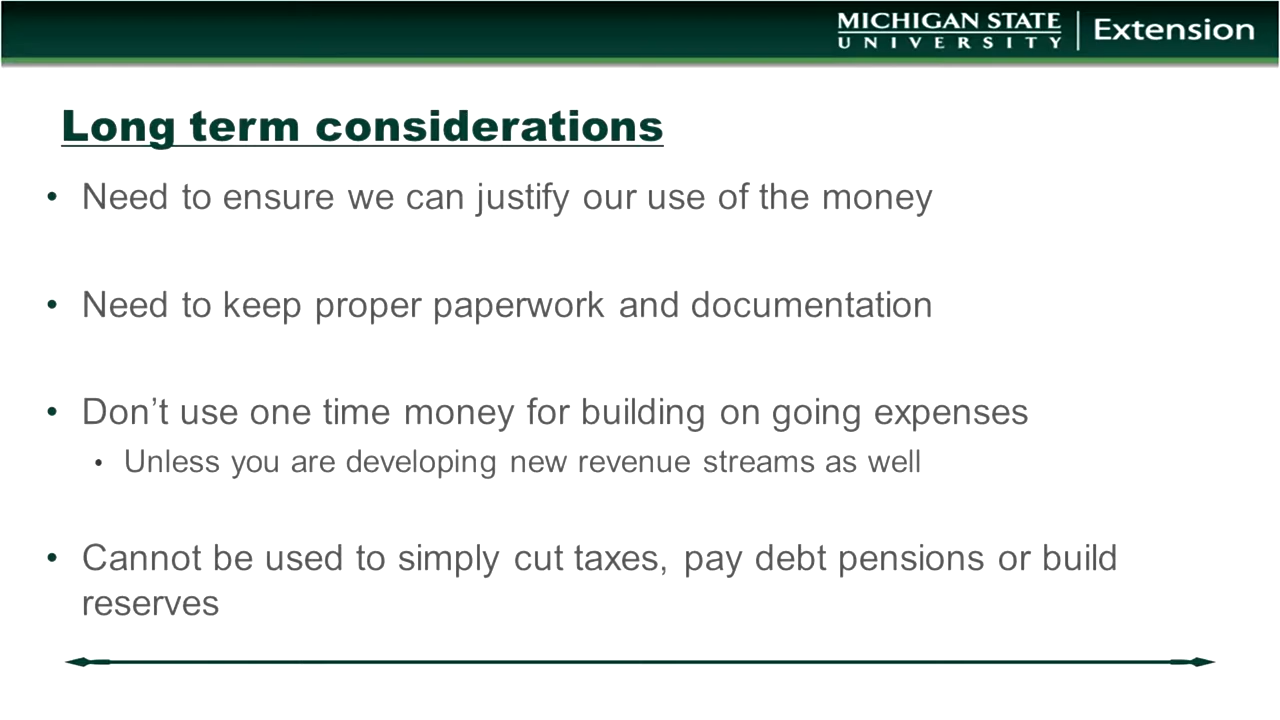 MICHIGAN STATE
UNIVERSITY
Extension
Long term considerations
• Need to ensure we can justify our use of the money
• Need to keep proper paperwork and documentation
• Don’t use one time money for building on going expenses
• Unless you are developing new revenue streams as well
• Cannot be used to simply cut taxes, pay debt pensions or build
reserves